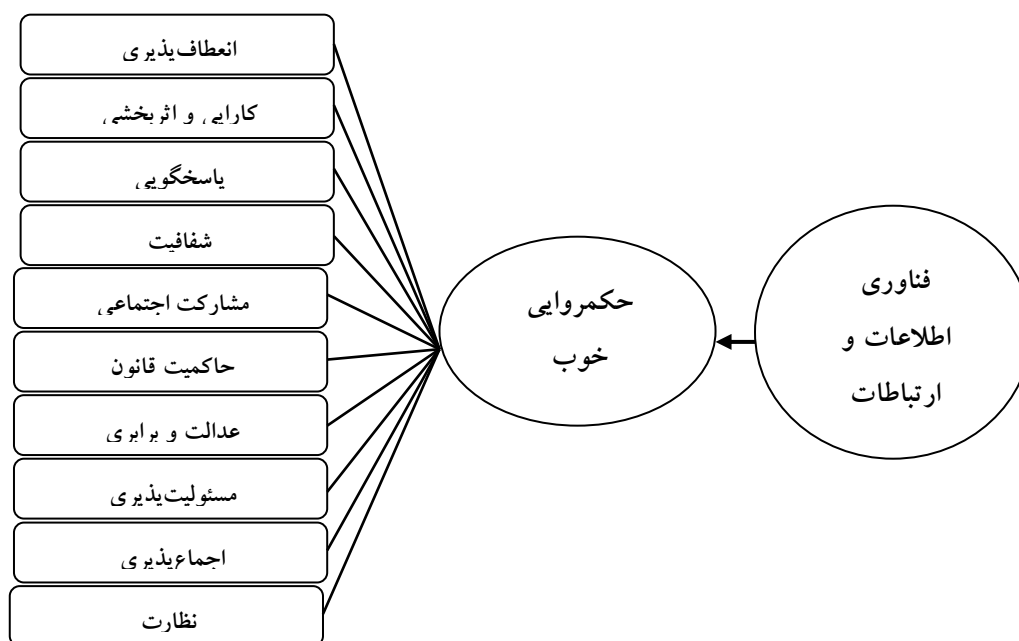 فناوری
اطلاعات و
ارتباطات
حکمروایی
خوب
انعطاف‌پذیری
کارایی و اثربخشی
پاسخگویی
شفافیت
مشارکت اجتماعی
حاکمیت قانون
عدالت و برابری
مسئولیت‌پذیری
اجماع‌پذیری
نظارت